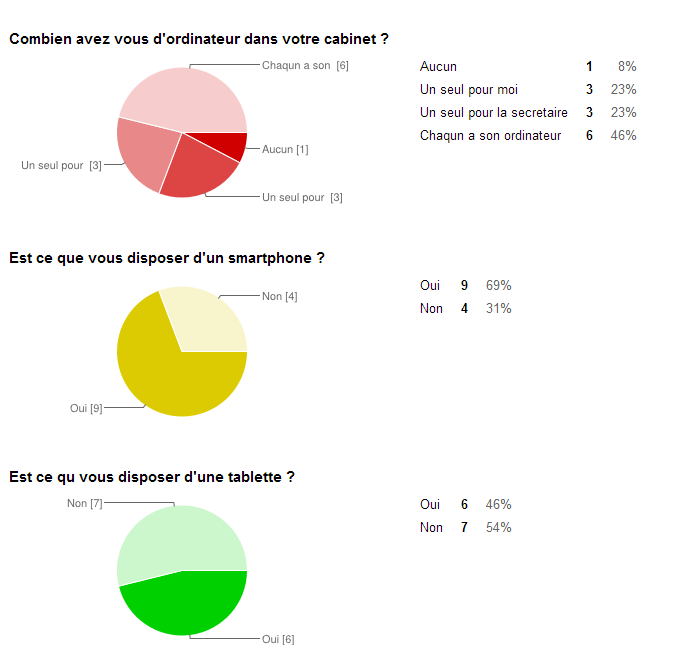 Combien avez vous d'ordinateur dans votre cabinet ?
Chaqun a son [6]
Aucun [1]
Un seul pour [3]
Un seul pour [3]
Aucun 1 8%
Un seul pour moi 3 23%
Un seul pour la secretaire 3 23%
Chaqun a son ordinateur 6 46%
Est ce que vous disposer d'un smartphone ?
Non [4]
Oui [9]
Oui 9 69%
Non 4 31%
Est ce qu vous disposer d'une tablette ?
Non [7]
Oui [6]
Oui 6 46%
Non 7 54%